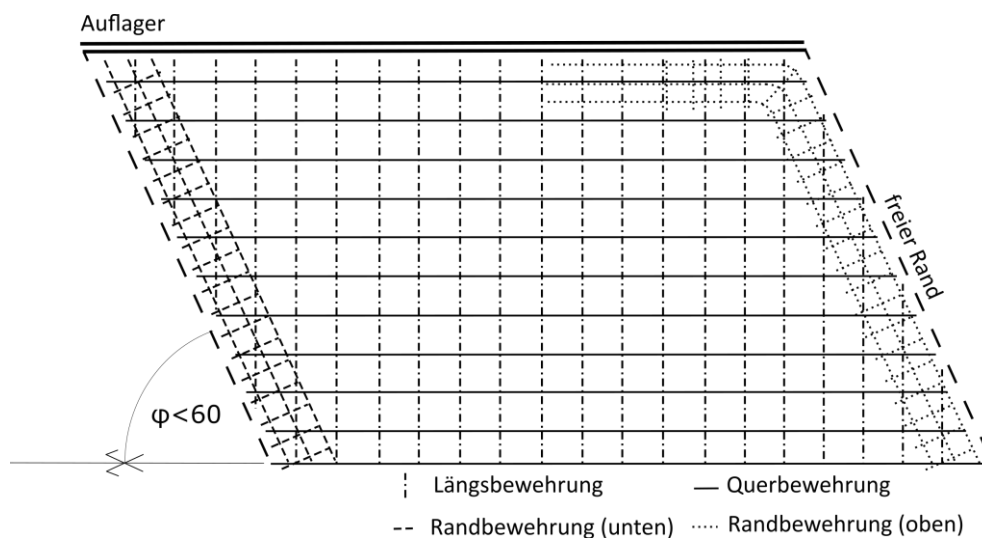 Auflager
freier Rand
φ<60
Längsbewehrung
Querbewehrung
Randbewehrung (unten)
Randbewehrung (oben)